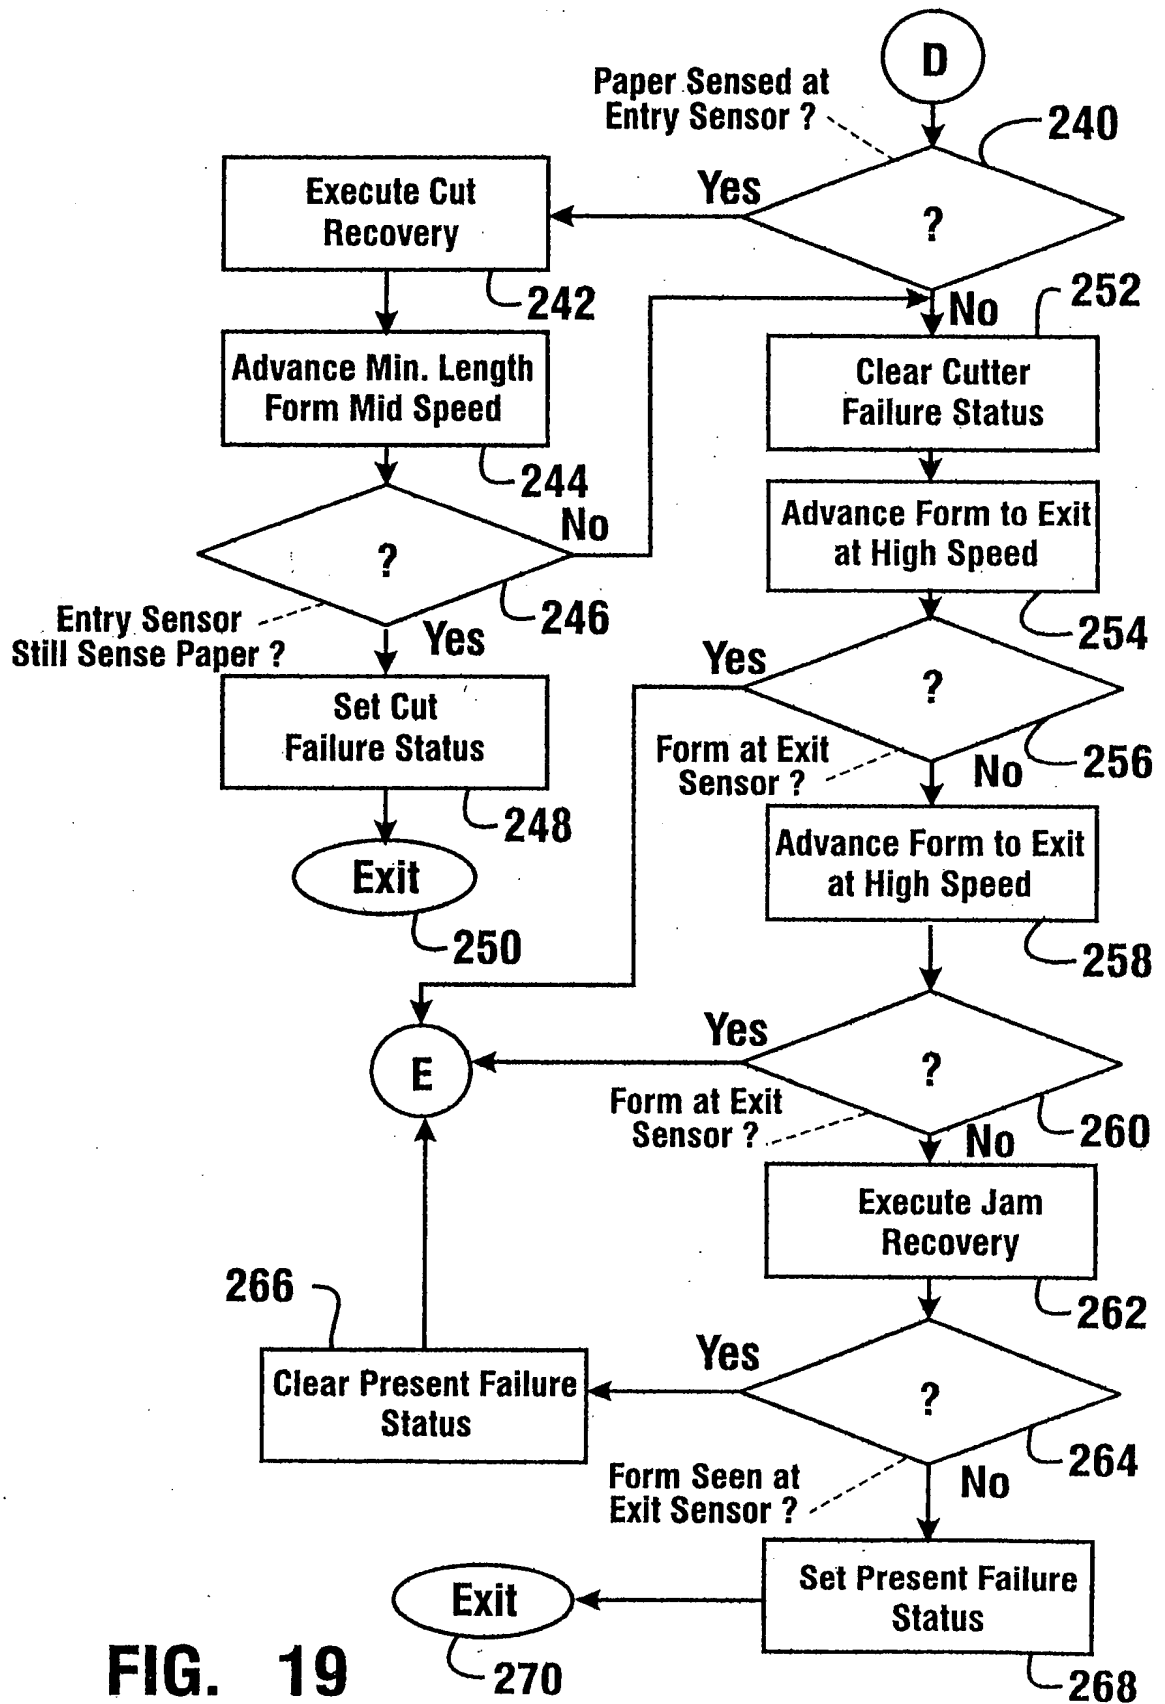 D
Paper Sensed at
Entry Sensor ?
240
?
Yes
No
Execute Cut
Recovery
242
Advance Min. Length
Form Mid Speed
244
?
No
246
Entry Sensor
Still Sense Paper ?
Yes
Set Cut
Failure Status
248
Exit
250
252
Clear Cutter
Failure Status
Advance Form to Exit
at High Speed
254
Yes
?
Form at Exit
Sensor ?
256
No
Advance Form to Exit
at High Speed
258
E
Yes
?
Form at Exit
Sensor ?
260
No
Execute Jam
Recovery
262
266
Clear Present Failure
Status
Yes
?
264
Form Seen at
Exit Sensor ?
No
Set Present Failure
Status
268
Exit
270
FIG. 19